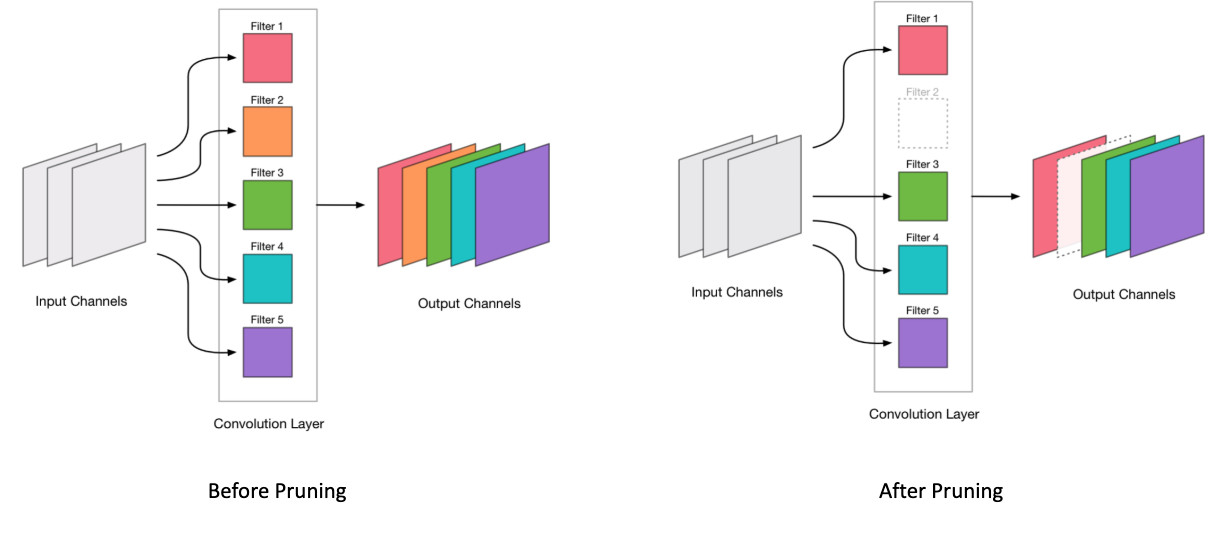 Filter 1
Filter 2
Filter 3
Filter 4
Filter 5
Input Channels
Output Channels
Convolution Layer
Before Pruning
Filter 1
Filter 2
Filter 3
Filter 4
Filter 5
Input Channels
Output Channels
Convolution Layer
After Pruning